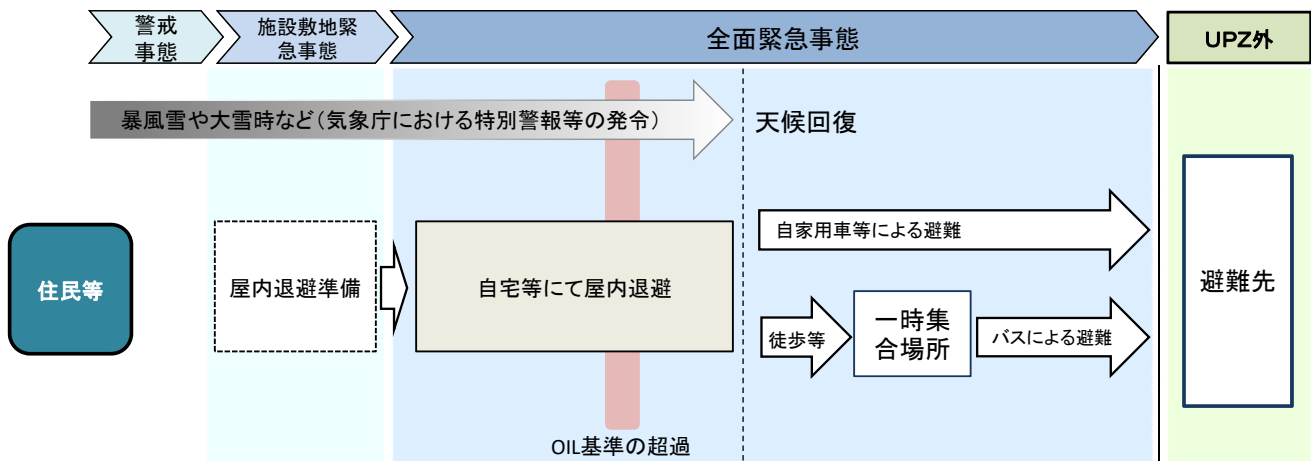 警戒
事態
施設敷地緊
急事態
全面緊急事態
UPZ外
暴風雪や大雪時など（気象庁における特別警報等の発令）
天候回復
住民等
屋内退避準備
自宅等にて屋内退避
自家用車等による避難
徒歩等
一時集
合場所
バスによる避難
避難先
OIL基準の超過